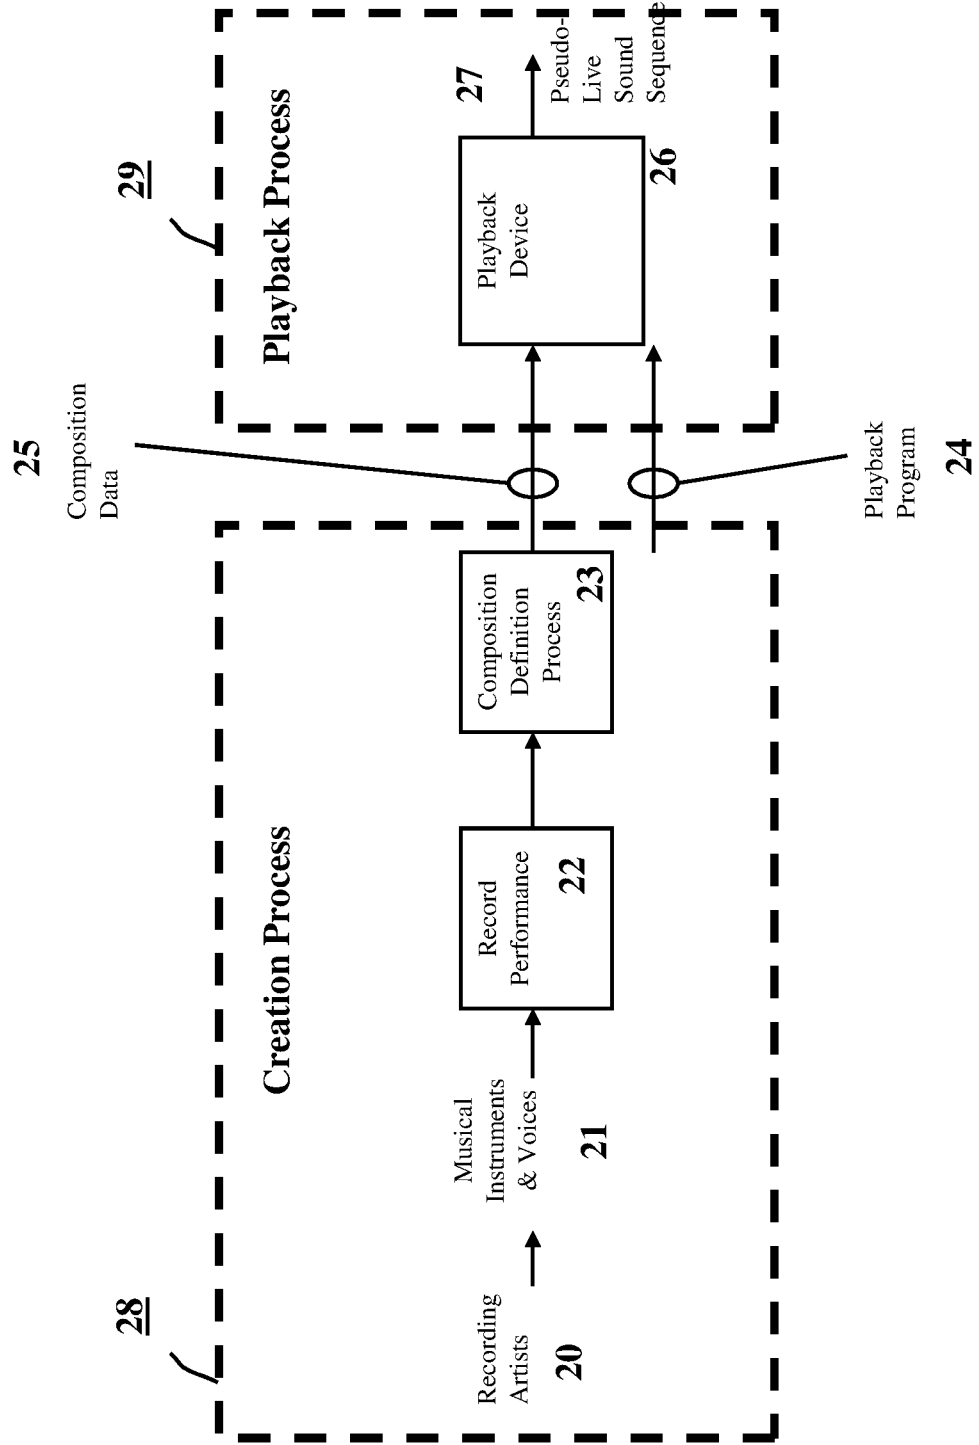 28
29
Creation Process
Playback Process
Recording
Artists
20
Musical
Instruments
& Voices
21
Record
Performance
22
Composition
Definition
Process
23
25
Composition
Data
Playback
Program
24
Playback
Device
26
27
Pseudo-
Live
Sound
Sequence